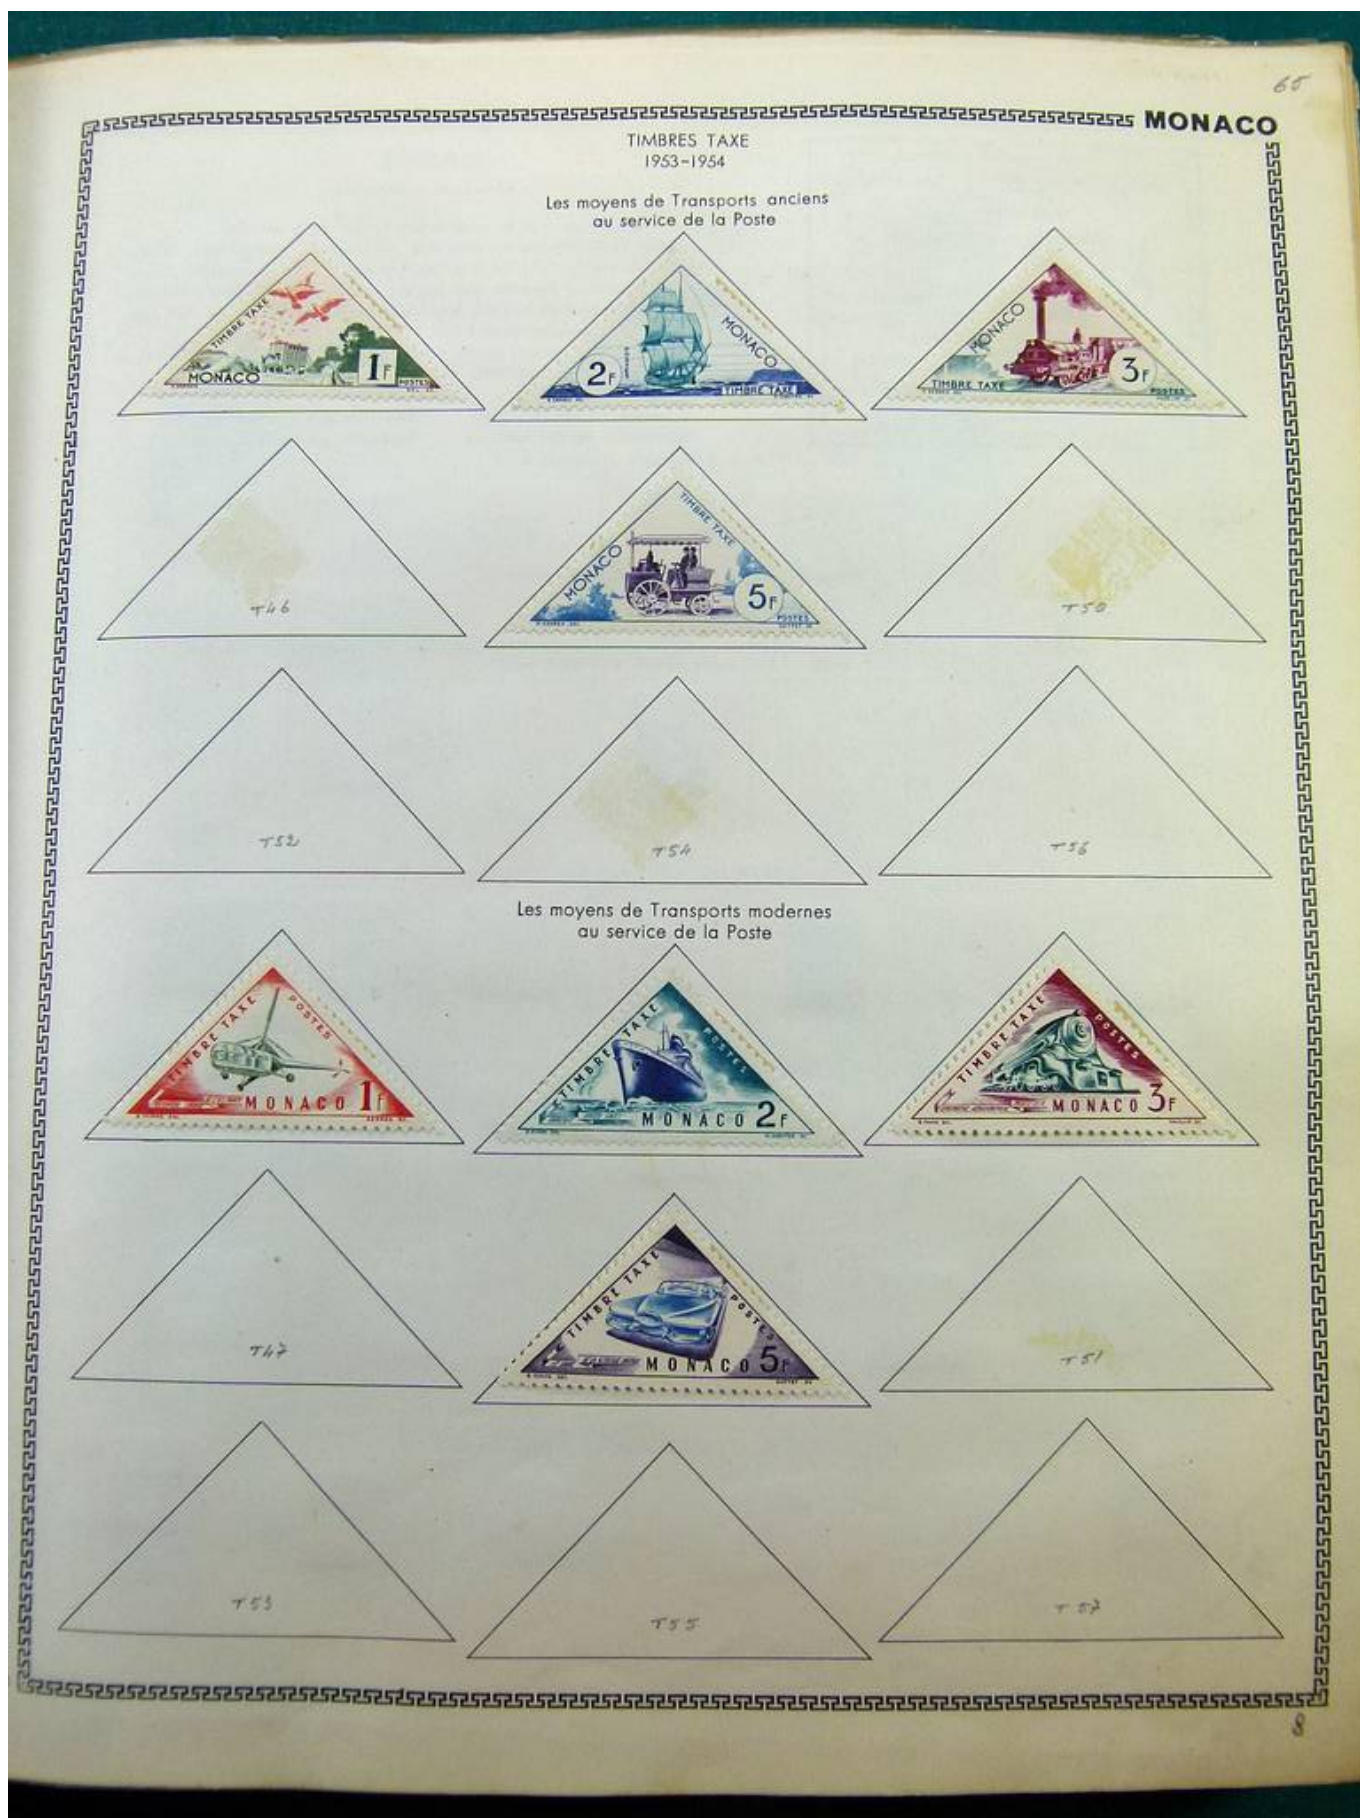 65
MONACO
TIMBRES TAXE
1953-1954
Les moyens de Transports anciens
au service de la Poste
TIMBRE TAXE
MONACO
1F
POSTES
MONACO
2F
TIMBRE TAXE
MONACO
TIMBRE TAXE
3F
POSTES
T46
TIMBRE TAXE
MONACO
5F
POSTES
T50
T52
T54
T56
Les moyens de Transports modernes
au service de la Poste
TIMBRE TAXE
POSTES
MONACO 1F
TIMBRE TAXE
POSTES
MONACO 2F
TIMBRE TAXE
POSTES
MONACO 3F
T47
TIMBRE TAXE
POSTES
MONACO 5F
T51
T53
T55
T57
8